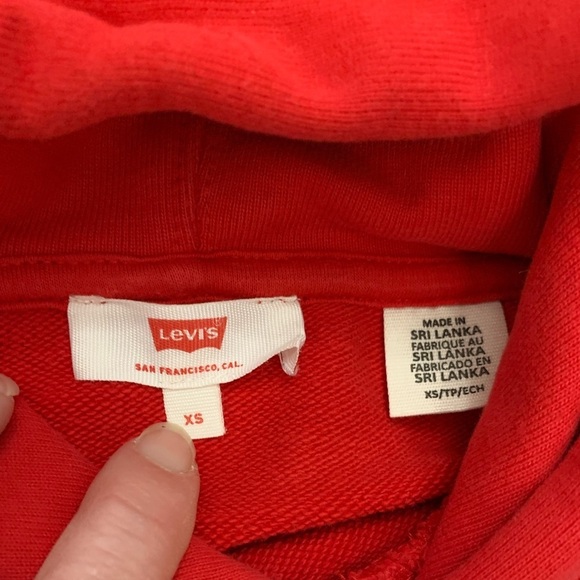 LEVI'S
SAN FRANCISCO, CAL.
XS
MADE IN
SRI LANKA
FABRIQUE AU
SRI LANKA
FABRICADO EN
SRI LANKA
XS/TP/ECH